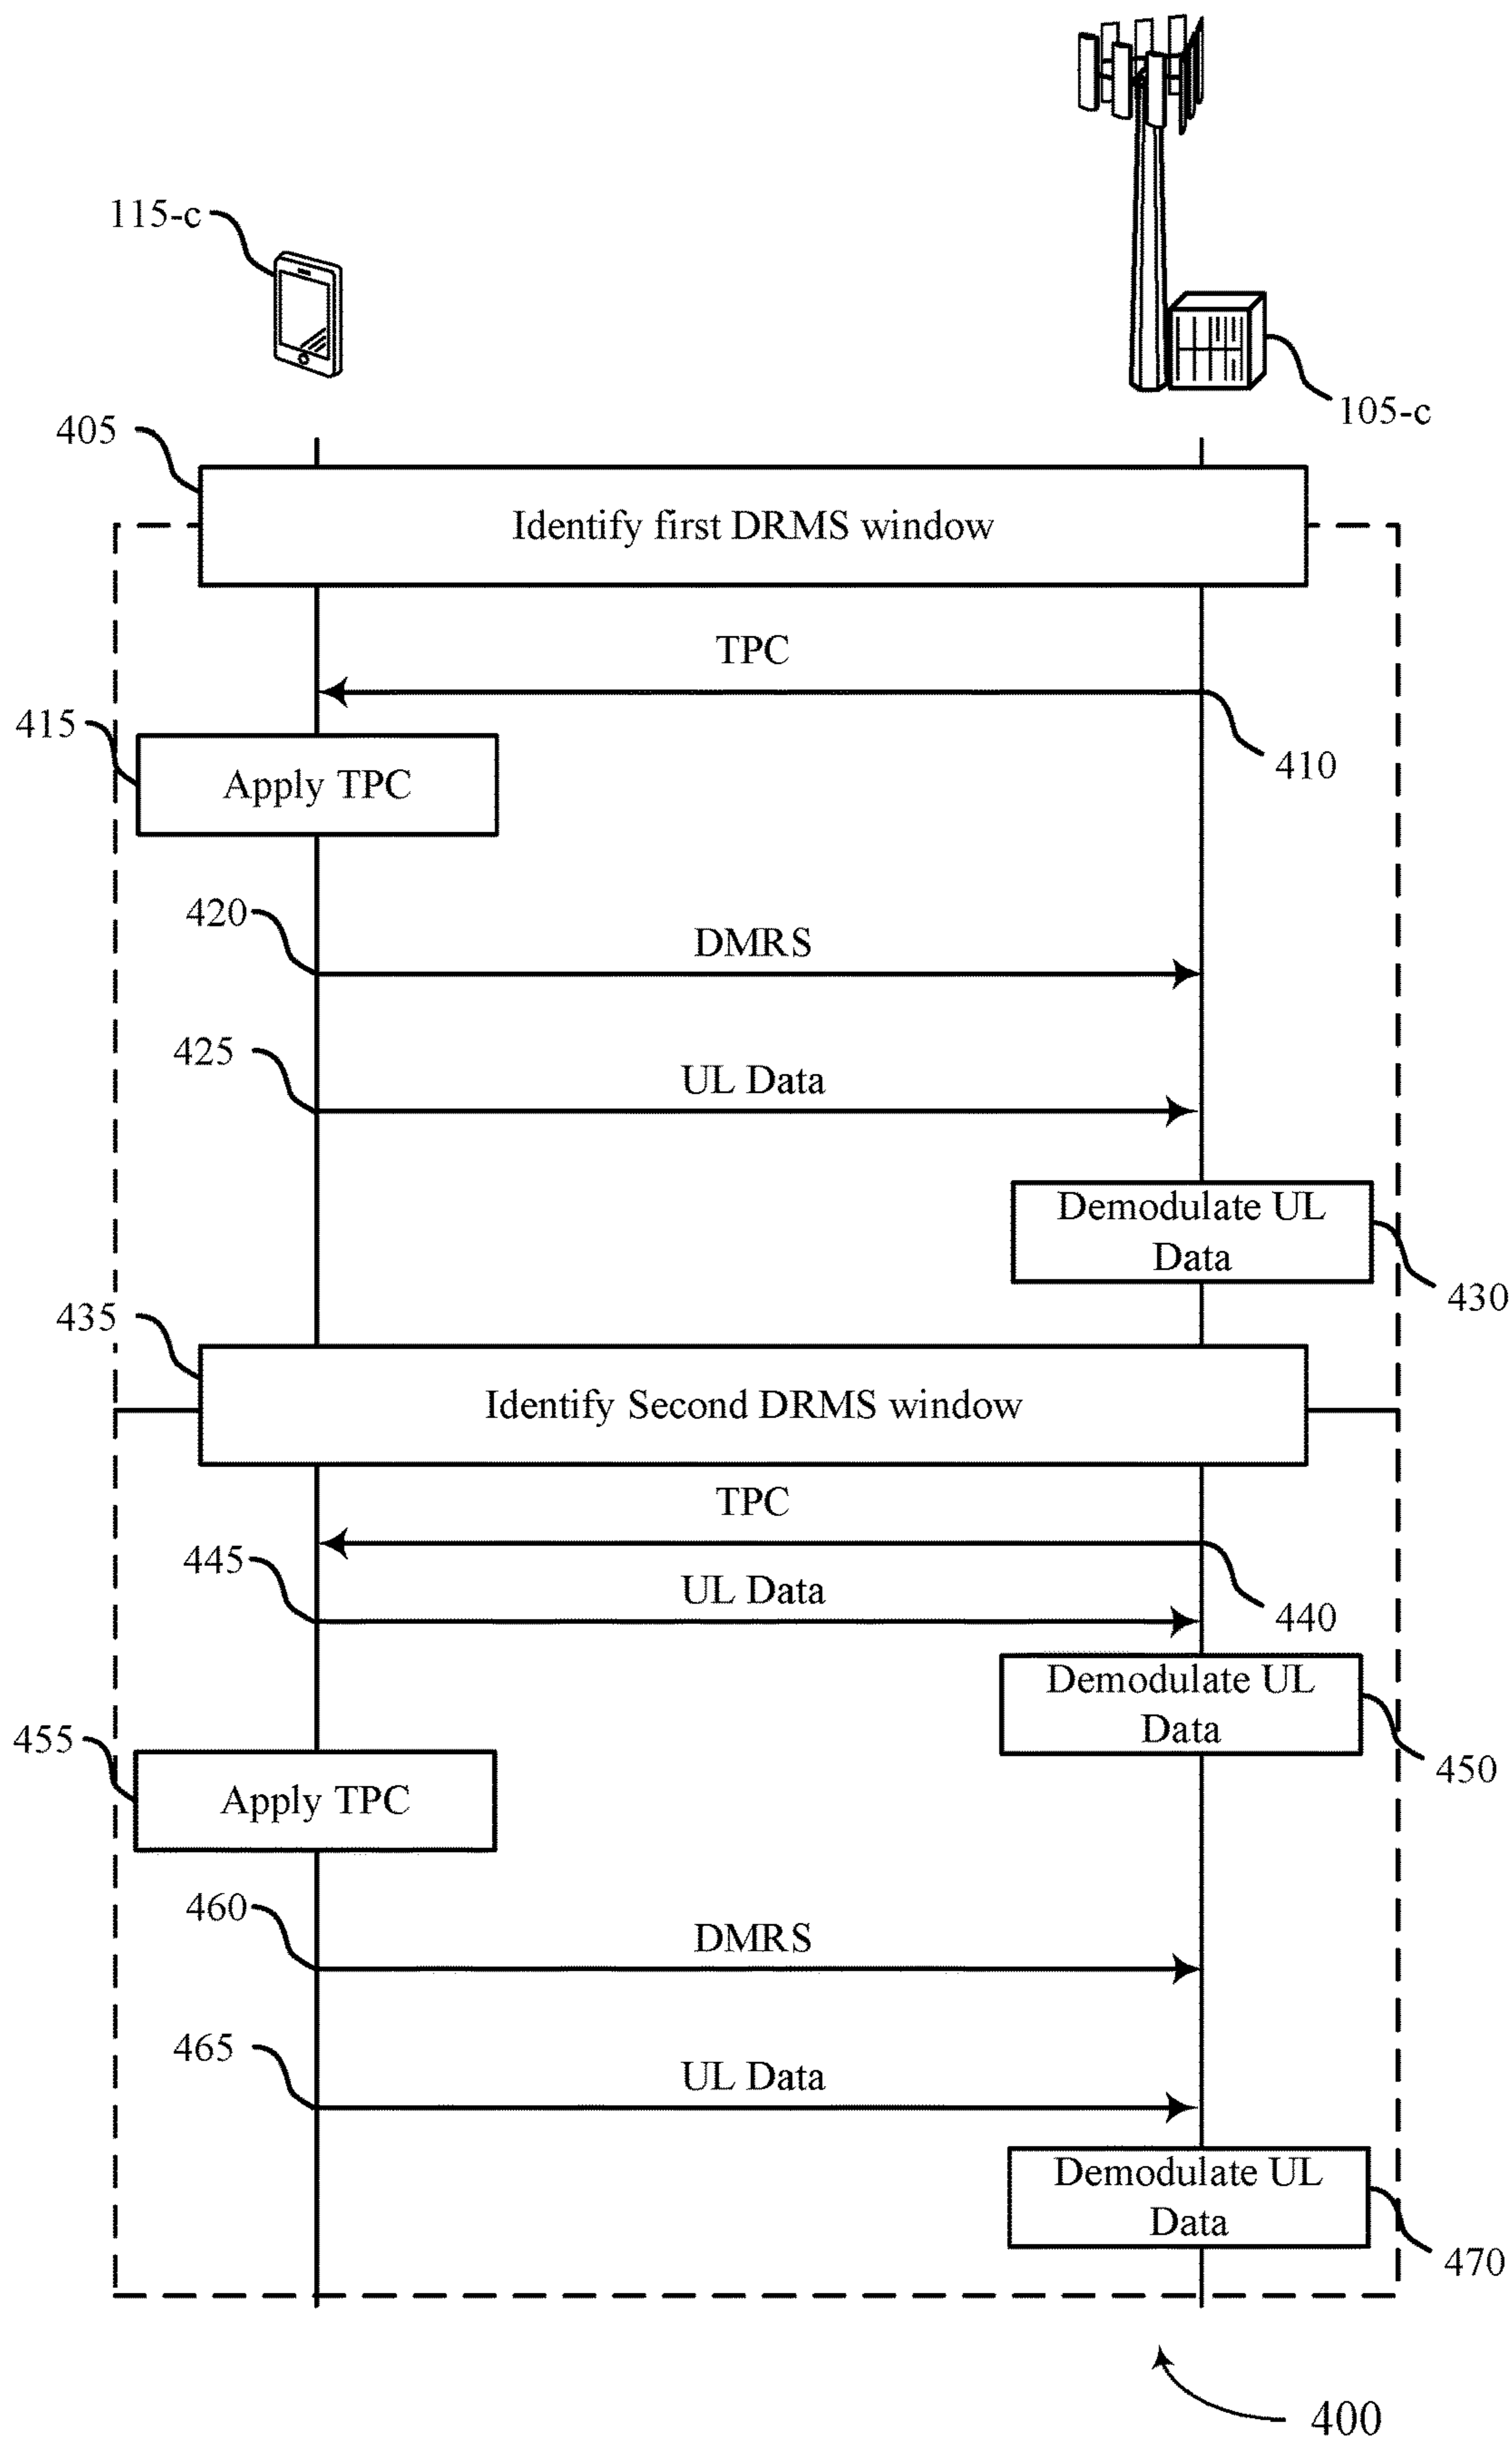 115-c
105-c
405
Identify first DRMS window
TPC
415
410
Apply TPC
420
DMRS
425
UL Data
Demodulate UL
Data
430
435
Identify Second DRMS window
TPC
445
UL Data
440
Demodulate UL
Data
455
450
Apply TPC
460
DMRS
465
UL Data
Demodulate UL
Data
470
400